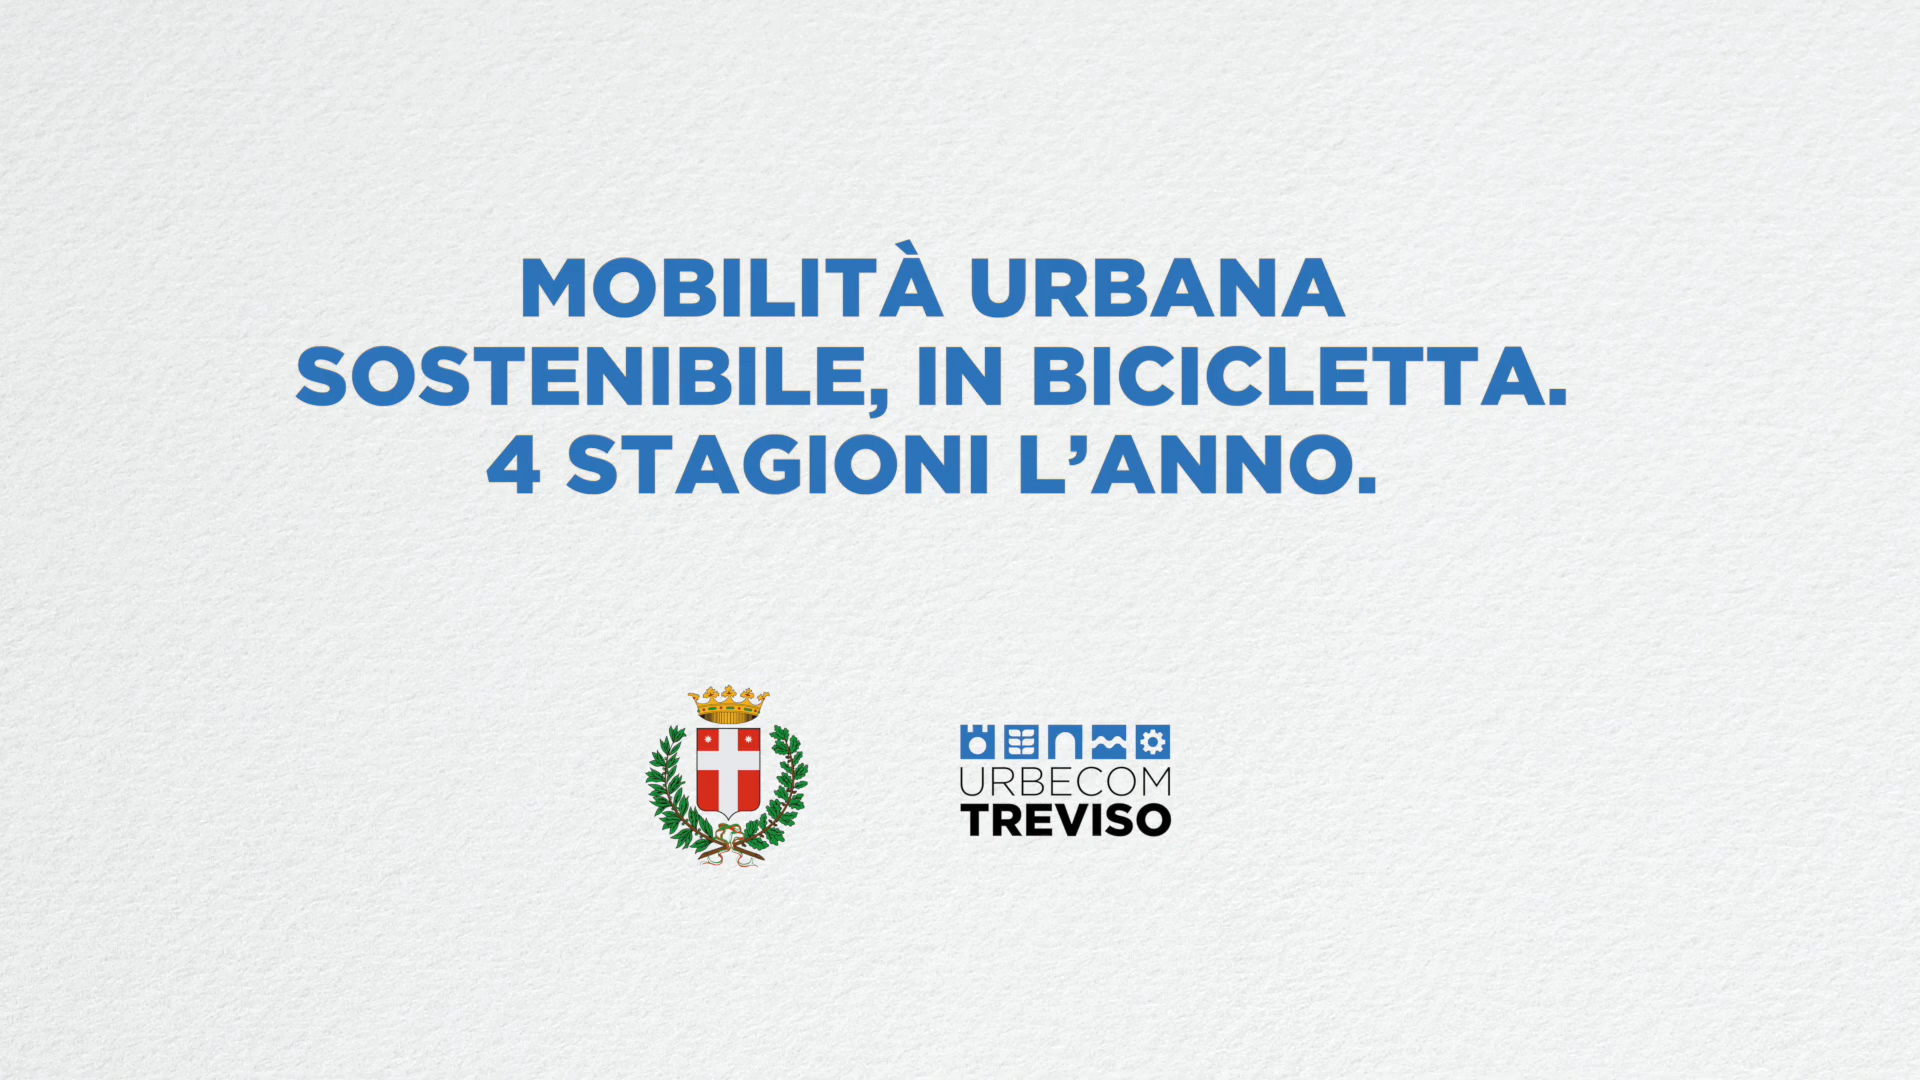 MOBILITÀ URBANA
SOSTENIBILE, IN BICICLETTA.
4 STAGIONI L’ANNO.
URBECOM
TREVISO